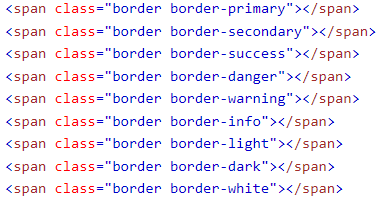 <span class="border border-primary"></span>
<span class="border border-secondary"></span>
<span class="border border-success"></span>
<span class="border border-danger"></span>
<span class="border border-warning"></span>
<span class="border border-info"></span>
<span class="border border-light"></span>
<span class="border border-dark"></span>
<span class="border border-white"></span>